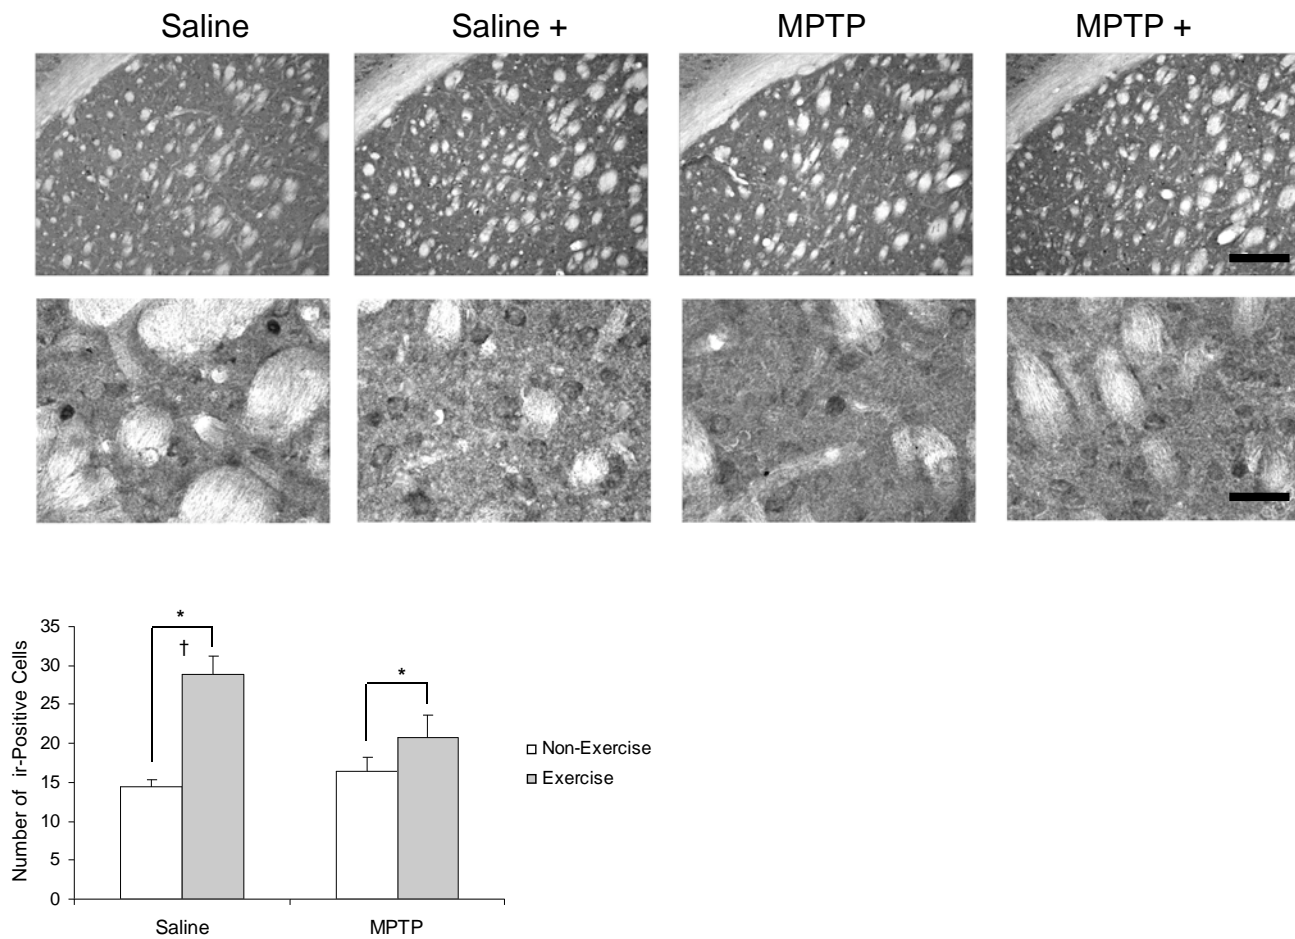 Saline
Saline +
MPTP
MPTP +
*
†
*
35
30
25
20
15
10
5
0
Number of ir-Positive Cells
Saline
MPTP
Non-Exercise
Exercise